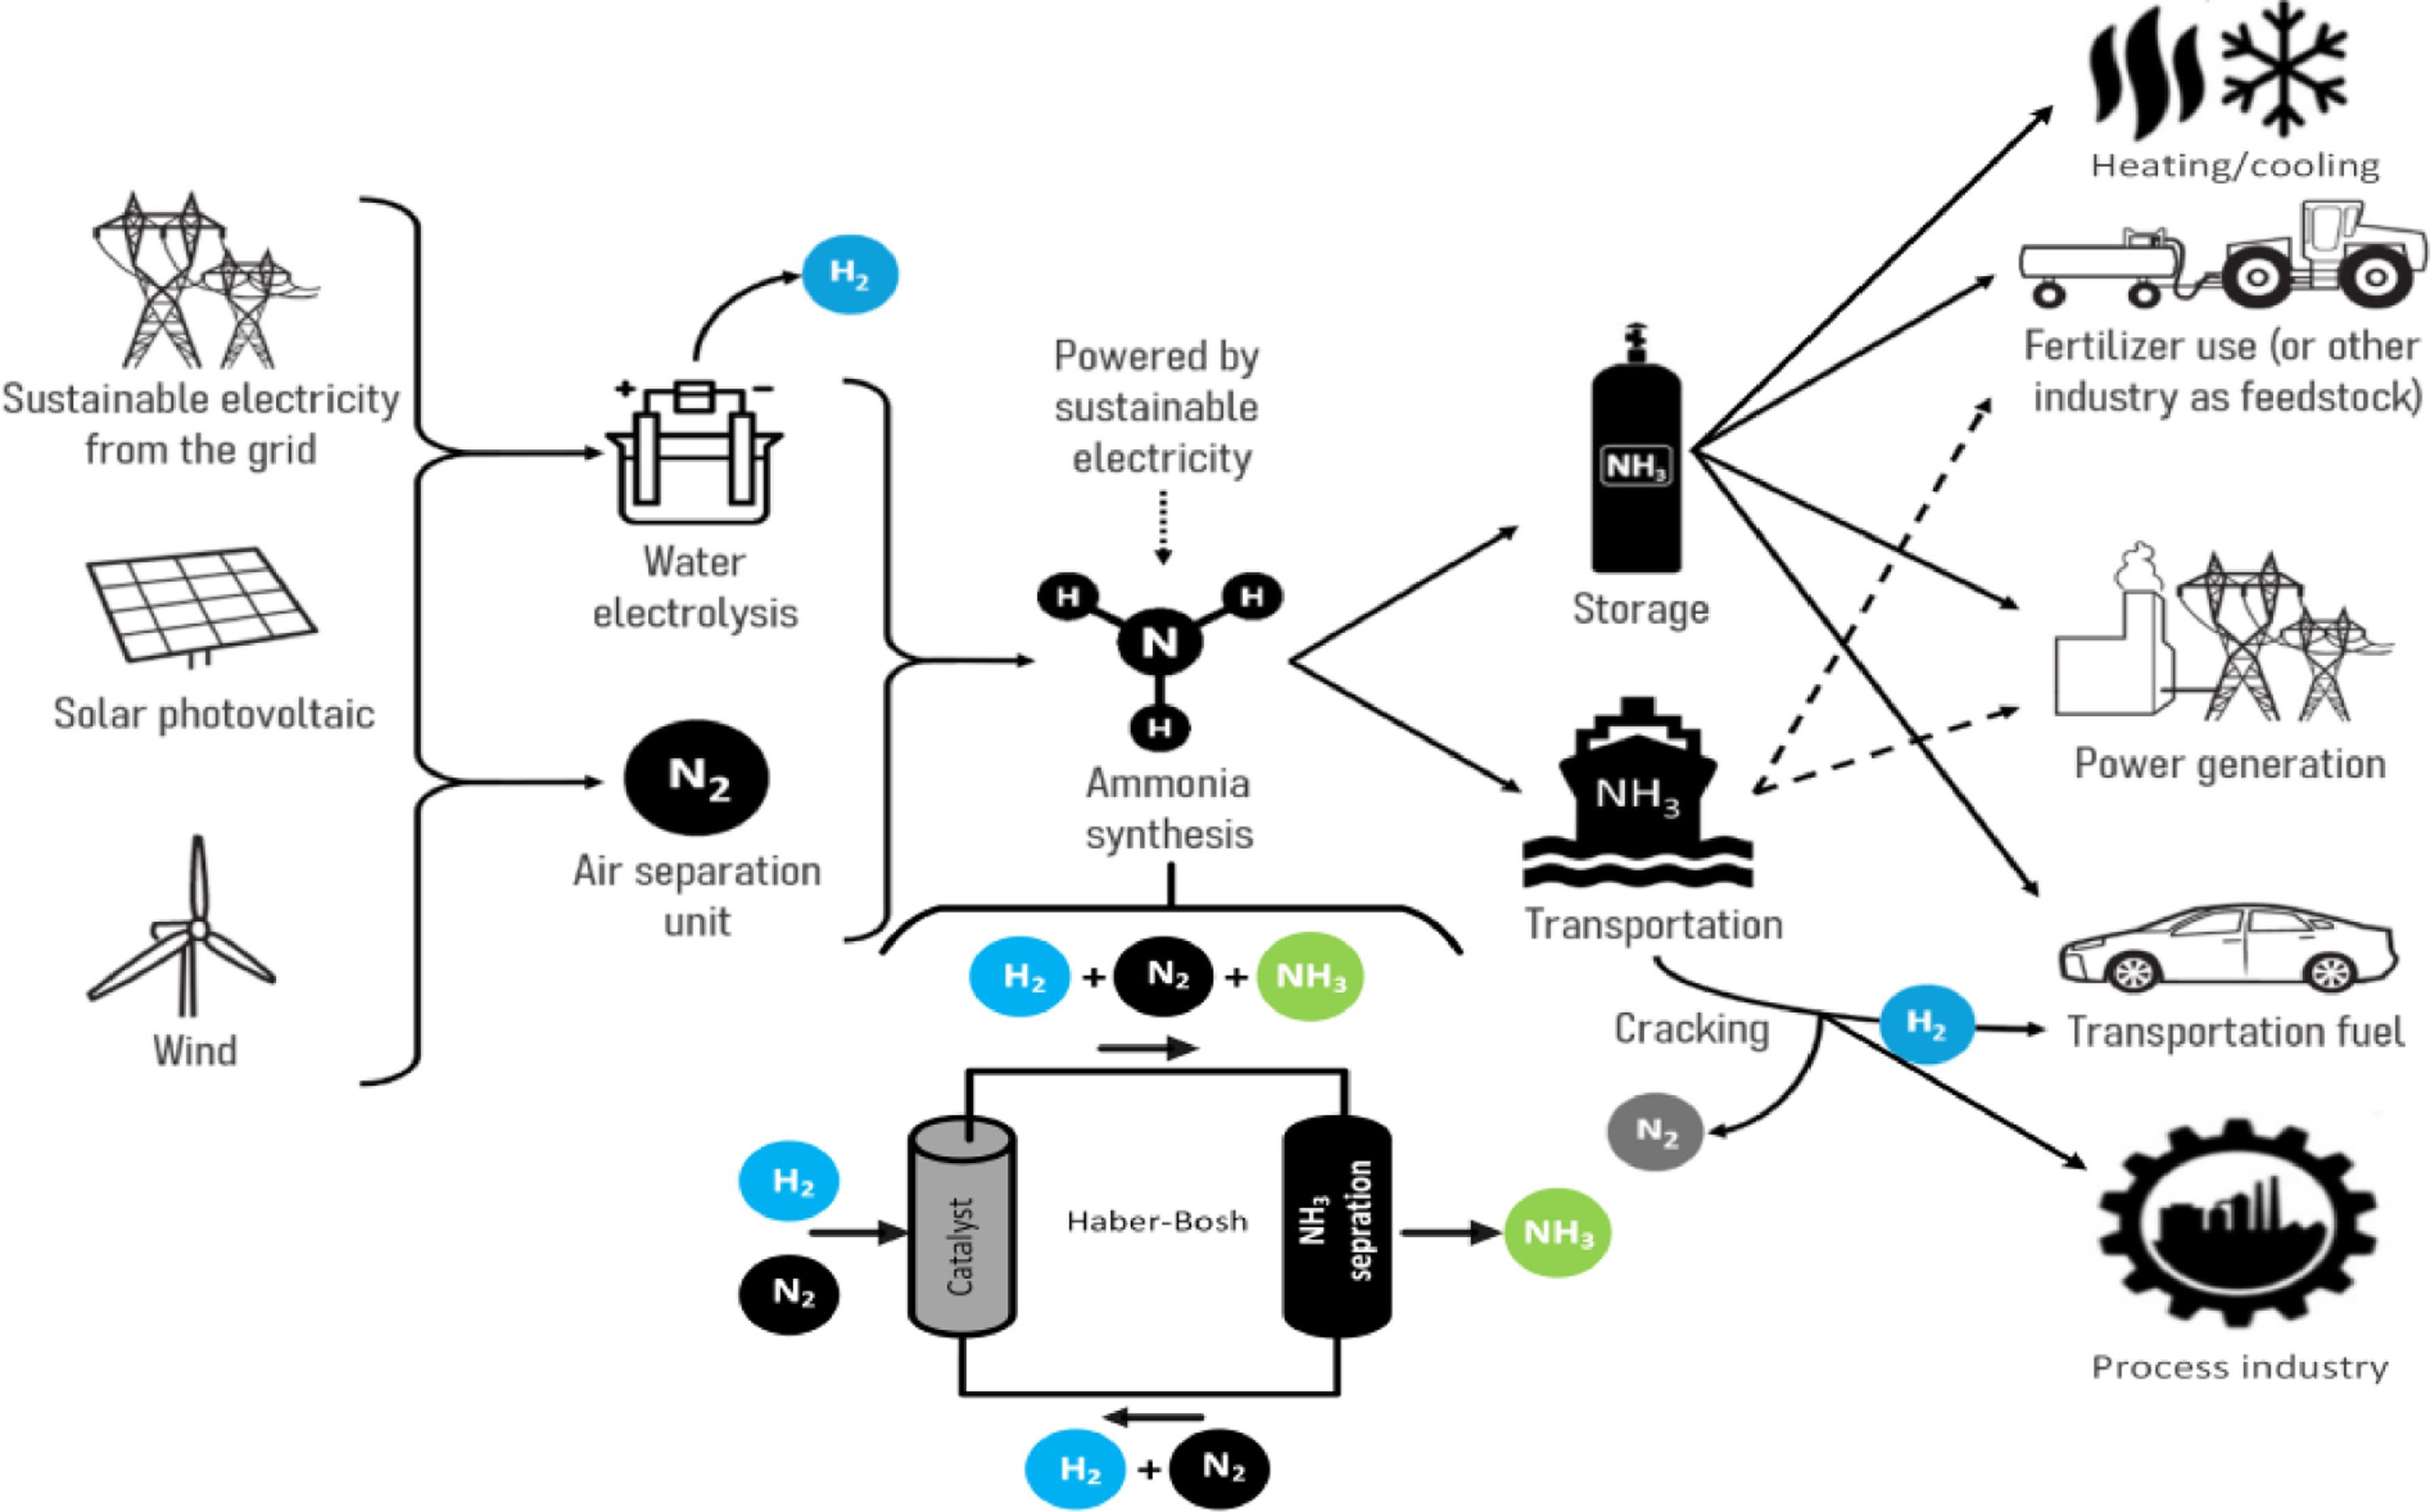 Heating/cooling
Sustainable electricity
from the grid
H₂
Fertilizer use (or other
industry as feedstock)
Powered by
sustainable
electricity
+ −
NH₃
Water
electrolysis
H H
N
H
Storage
Solar photovoltaic
N₂
Air separation
unit
Ammonia
synthesis
NH₃
Transportation
Power generation
Wind
H₂ + N₂ + NH₃
Cracking
H₂
Transportation fuel
N₂
H₂
N₂
Catalyst
Haber-Bosh
NH₃
sepration
NH₃
Process industry
H₂ + N₂